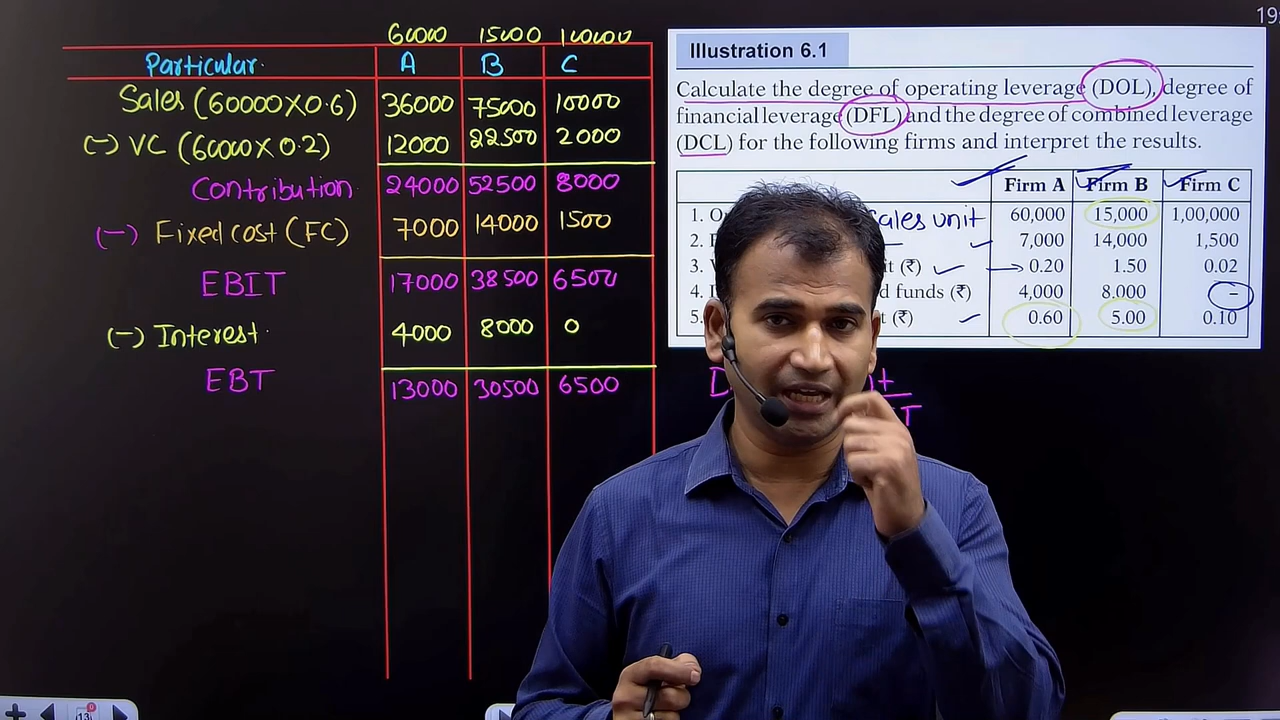 60000 15000 100000
Particular A B C
Sales (60000×0.6) 36000 75000 10000
(-) VC (6000×0.2) 12000 22500 2000
Contribution 24000 52500 8000
(-) Fixed cost (FC) 7000 14000 1500
EBIT 17000 38500 6500
(-) Interest 4000 8000 0
EBT 13000 30500 6500
19
Illustration 6.1
Calculate the degree of operating leverage (DOL), degree of
financial leverage (DFL) and the degree of combined leverage
(DCL) for the following firms and interpret the results.
Firm A Firm B Firm C
1. Sales unit 60,000 15,000 1,00,000
2. 7,000 14,000 1,500
3. (₹) 0.20 1.50 0.02
4. funds (₹) 4,000 8.000 –
5. (₹) 0.60 5.00 0.10
13